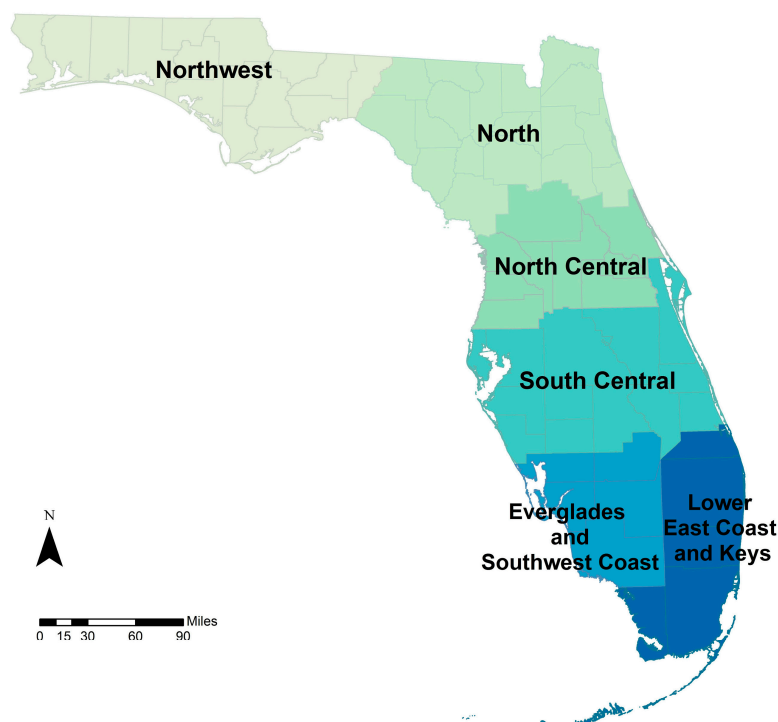 Northwest
North
North Central
South Central
Everglades
and
Southwest Coast
Lower
East Coast
and Keys
N
Miles
0 15 30 60 90